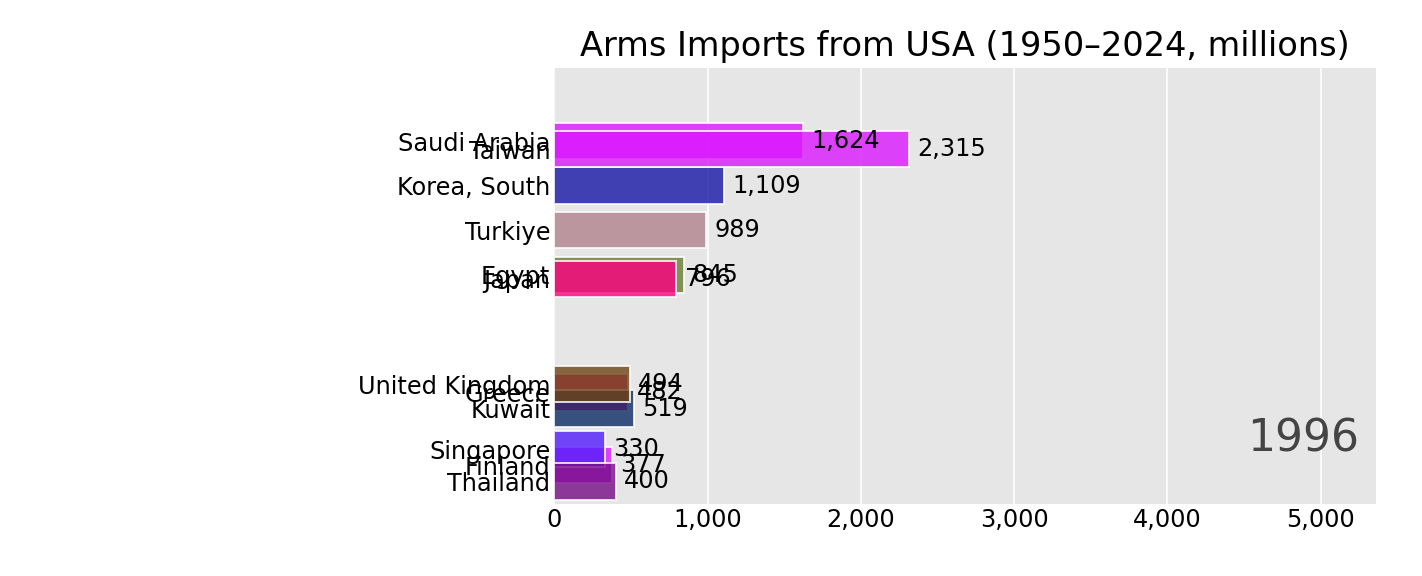 Arms Imports from USA (1950–2024, millions)
Saudi Arabia 1,624
Taiwan 2,315
Korea, South 1,109
Turkiye 989
Egypt 845
Japan 796
United Kingdom 494
Greece 482
Kuwait 519
1996
Singapore 330
Finland 377
Thailand 400
0 1,000 2,000 3,000 4,000 5,000